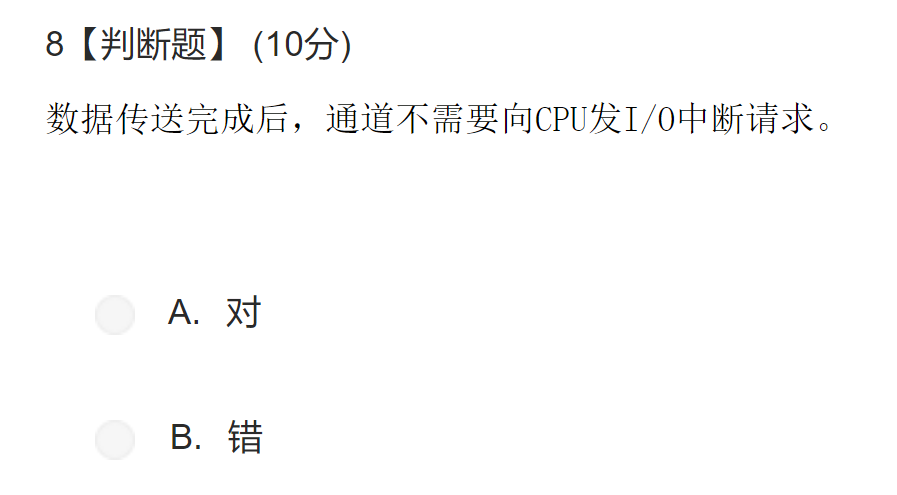 8【判断题】 (10分)
数据传送完成后，通道不需要向CPU发I/O中断请求。
A. 对
B. 错